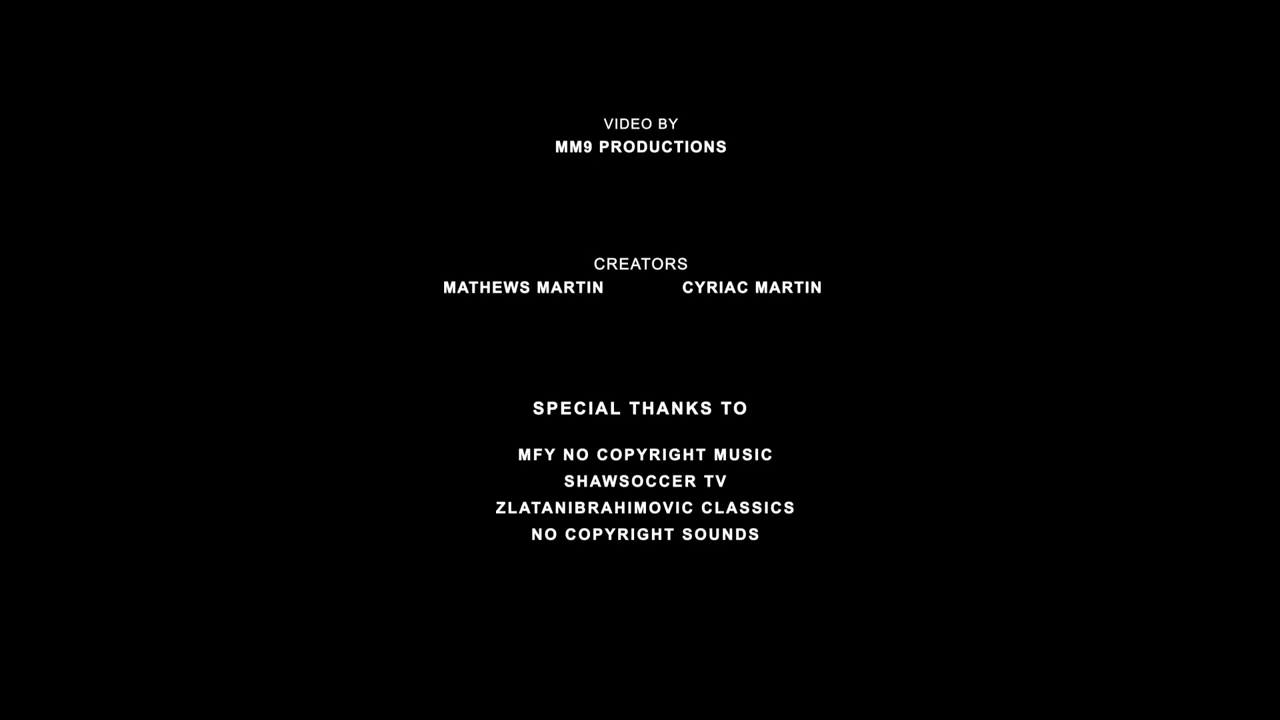 VIDEO BY
MM9 PRODUCTIONS
CREATORS
MATHEWS MARTIN CYRIAC MARTIN
SPECIAL THANKS TO
MFY NO COPYRIGHT MUSIC
SHAWSOCCER TV
ZLATANIBRAHIMOVIC CLASSICS
NO COPYRIGHT SOUNDS